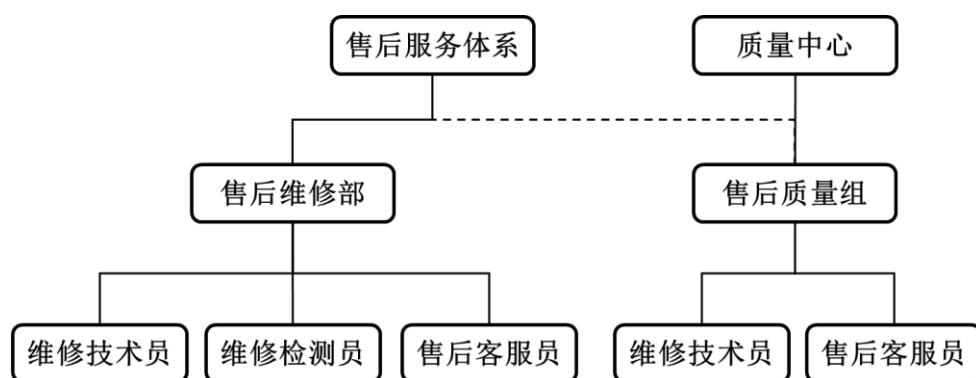 售后服务体系
质量中心
售后维修部
售后质量组
维修技术员
维修检测员
售后客服员
维修技术员
售后客服员